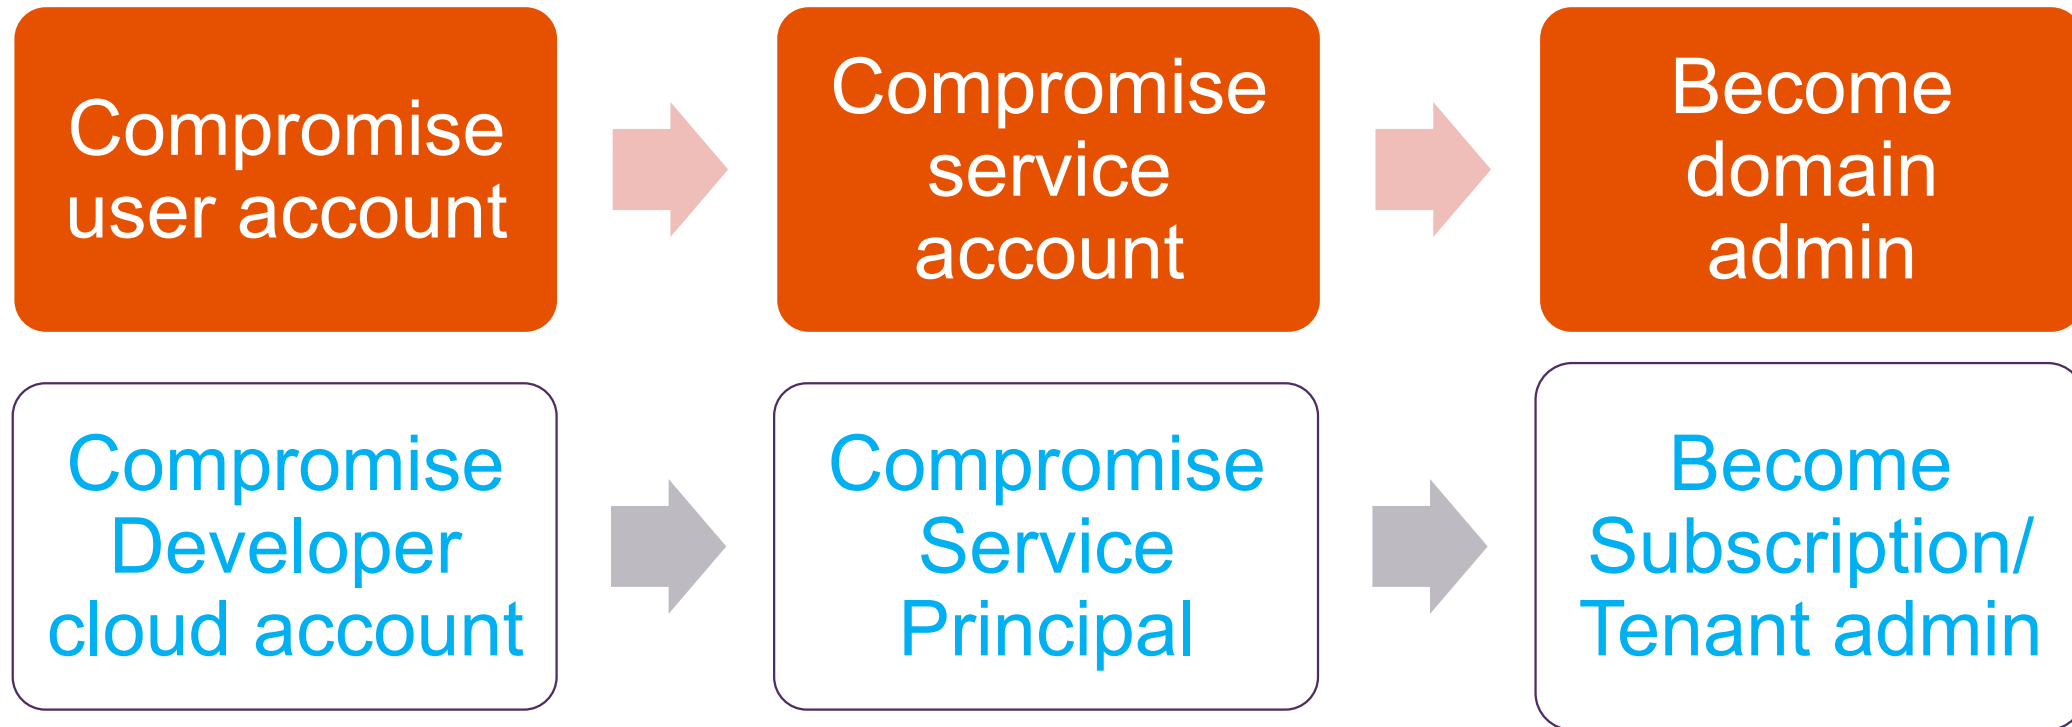 Compromise
user account
Compromise
service
account
Become
domain
admin
Compromise
Developer
cloud account
Compromise
Service
Principal
Become
Subscription/
Tenant admin